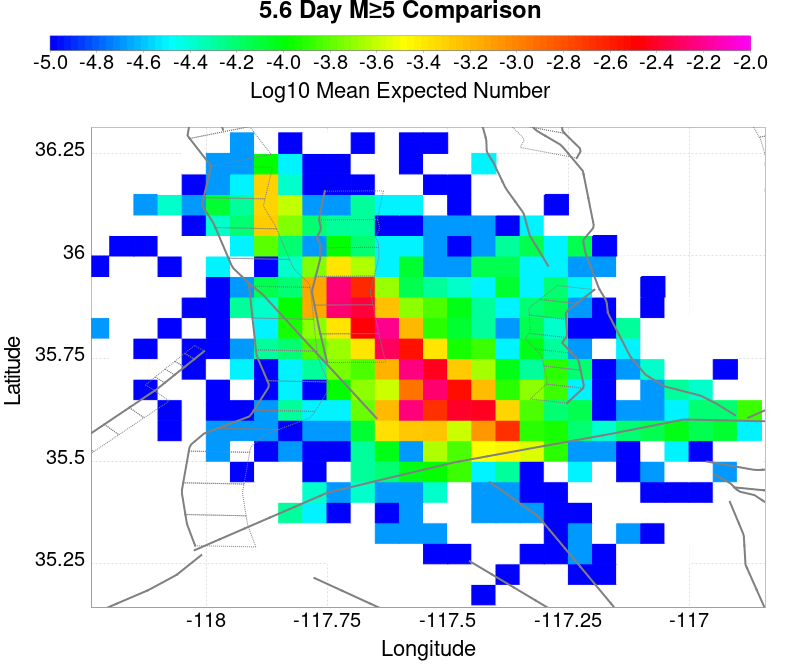 5.6 Day M≥5 Comparison
-5.0 -4.8 -4.6 -4.4 -4.2 -4.0 -3.8 -3.6 -3.4 -3.2 -3.0 -2.8 -2.6 -2.4 -2.2 -2.0
Log10 Mean Expected Number
36.25
36
35.75
35.5
35.25
Latitude
-118 -117.75 -117.5 -117.25 -117
Longitude